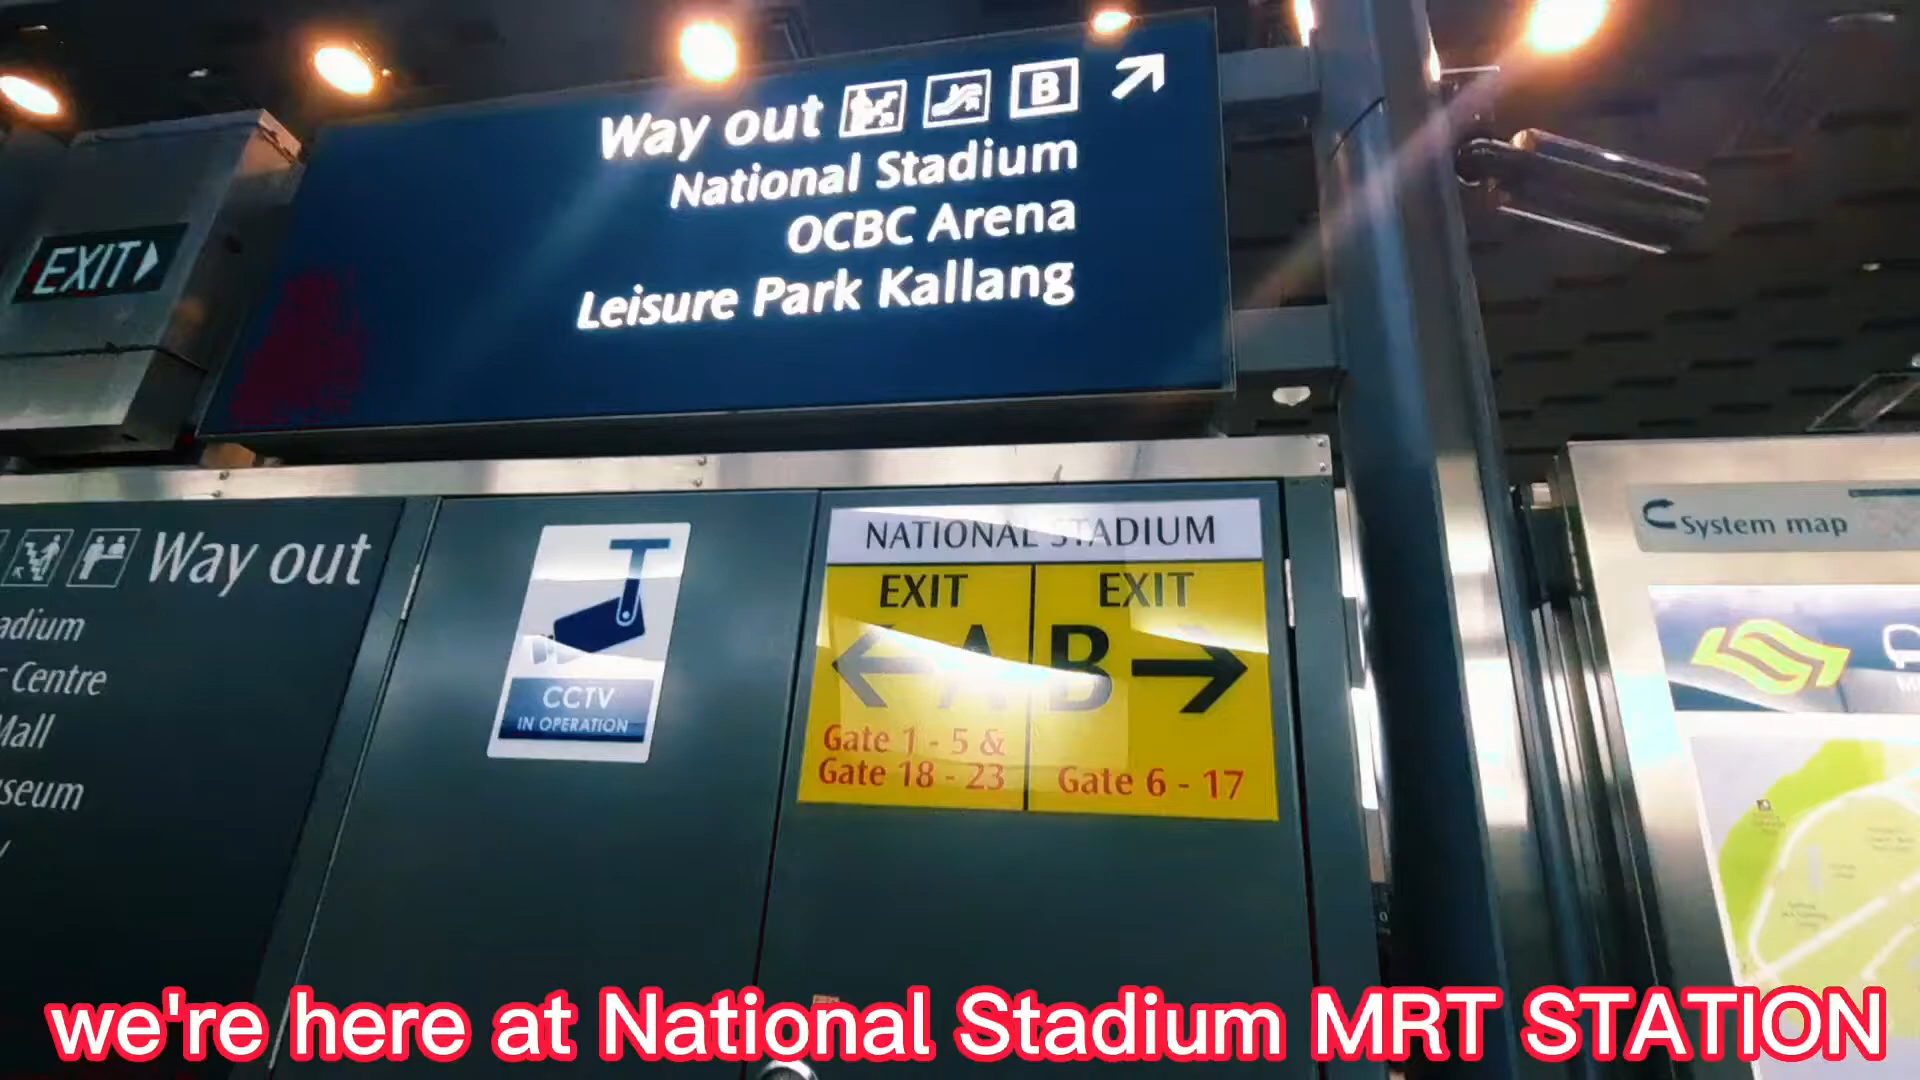 Way out B
National Stadium
OCBC Arena
Leisure Park Kallang
EXIT
Way out
adium
Centre
Mall
useum
CCTV
IN OPERATION
NATIONAL STADIUM
EXIT
A
Gate 1 - 5 &
Gate 18 - 23
EXIT
B
Gate 6 - 17
System map
we're here at National Stadium MRT STATION